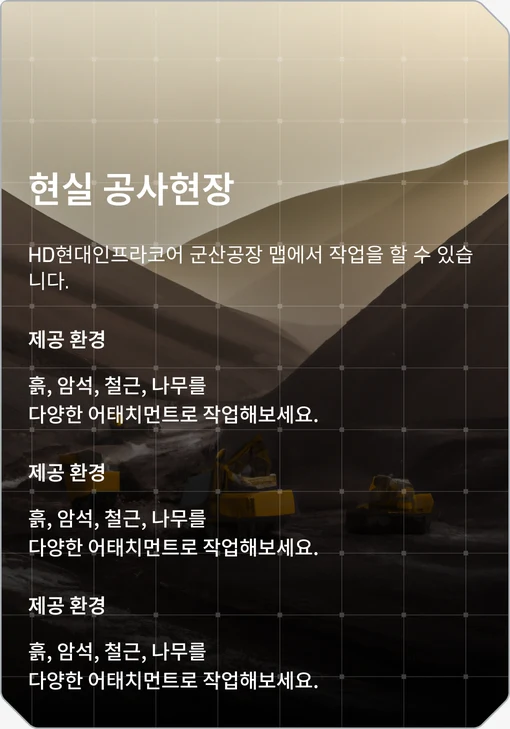 현실 공사현장
HD현대인프라코어 군산공장 맵에서 작업을 할 수 있습
니다.
제공 환경
흙, 암석, 철근, 나무를
다양한 어태치먼트로 작업해보세요.
제공 환경
흙, 암석, 철근, 나무를
다양한 어태치먼트로 작업해보세요.
제공 환경
흙, 암석, 철근, 나무를
다양한 어태치먼트로 작업해보세요.